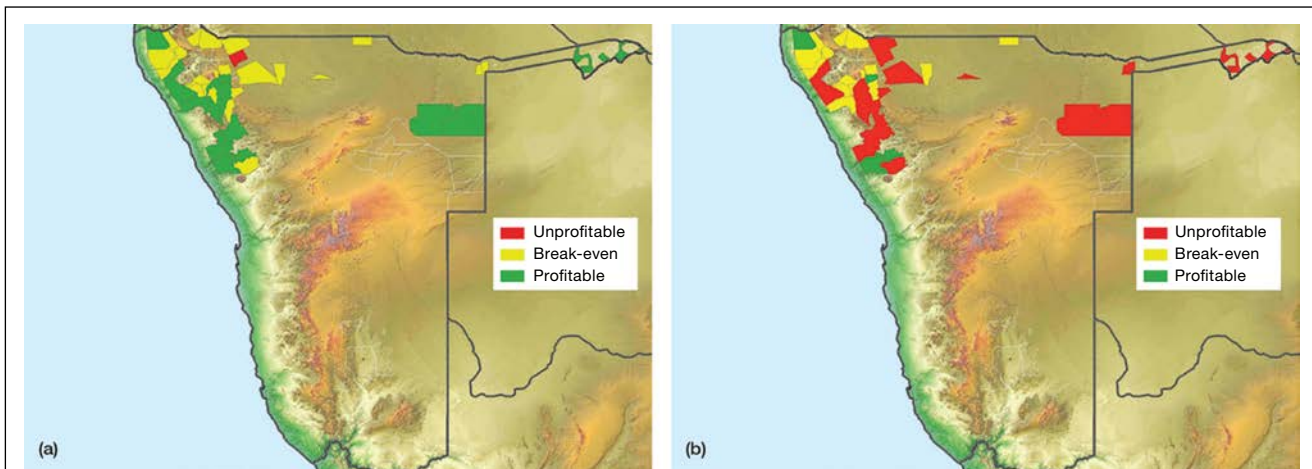 Unprofitable
Break-even
Profitable
(a)
Unprofitable
Break-even
Profitable
(b)